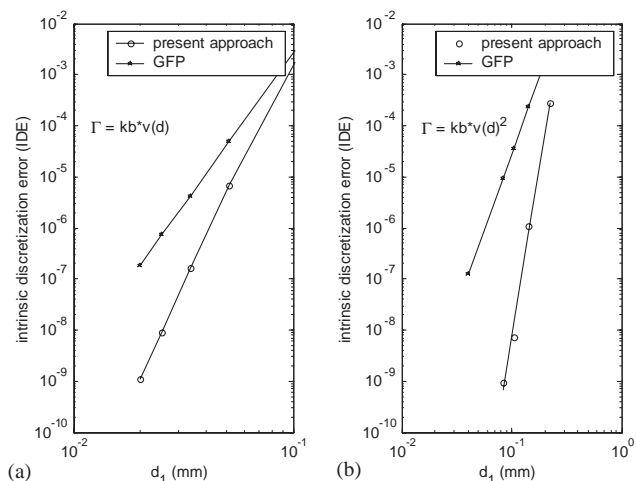 10^-2
10^-3
10^-4
10^-5
10^-6
10^-7
10^-8
10^-9
10^-10
intrinsic discretization error (IDE)
present approach
GFP
Γ = kb*v(d)
10^-2
10^-1
d_1 (mm)
(a)
10^-2
10^-3
10^-4
10^-5
10^-6
10^-7
10^-8
10^-9
10^-10
intrinsic discretization error (IDE)
present approach
GFP
Γ = kb*v(d)^2
10^-2
10^-1
10^0
d_1 (mm)
(b)